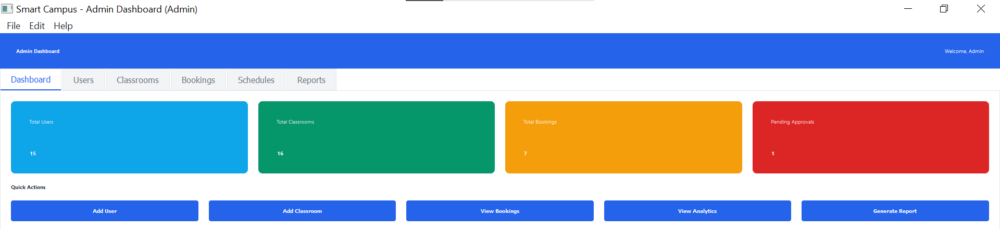 Smart Campus - Admin Dashboard (Admin)
File Edit Help
Admin Dashboard
Welcome, Admin
Dashboard Users Classrooms Bookings Schedules Reports
Total Users Total Classrooms Total Bookings Pending Approvals
15 16 7 1
Quick Actions
Add User Add Classroom View Bookings View Analytics Generate Report